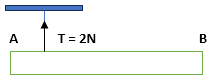 A T = 2N B